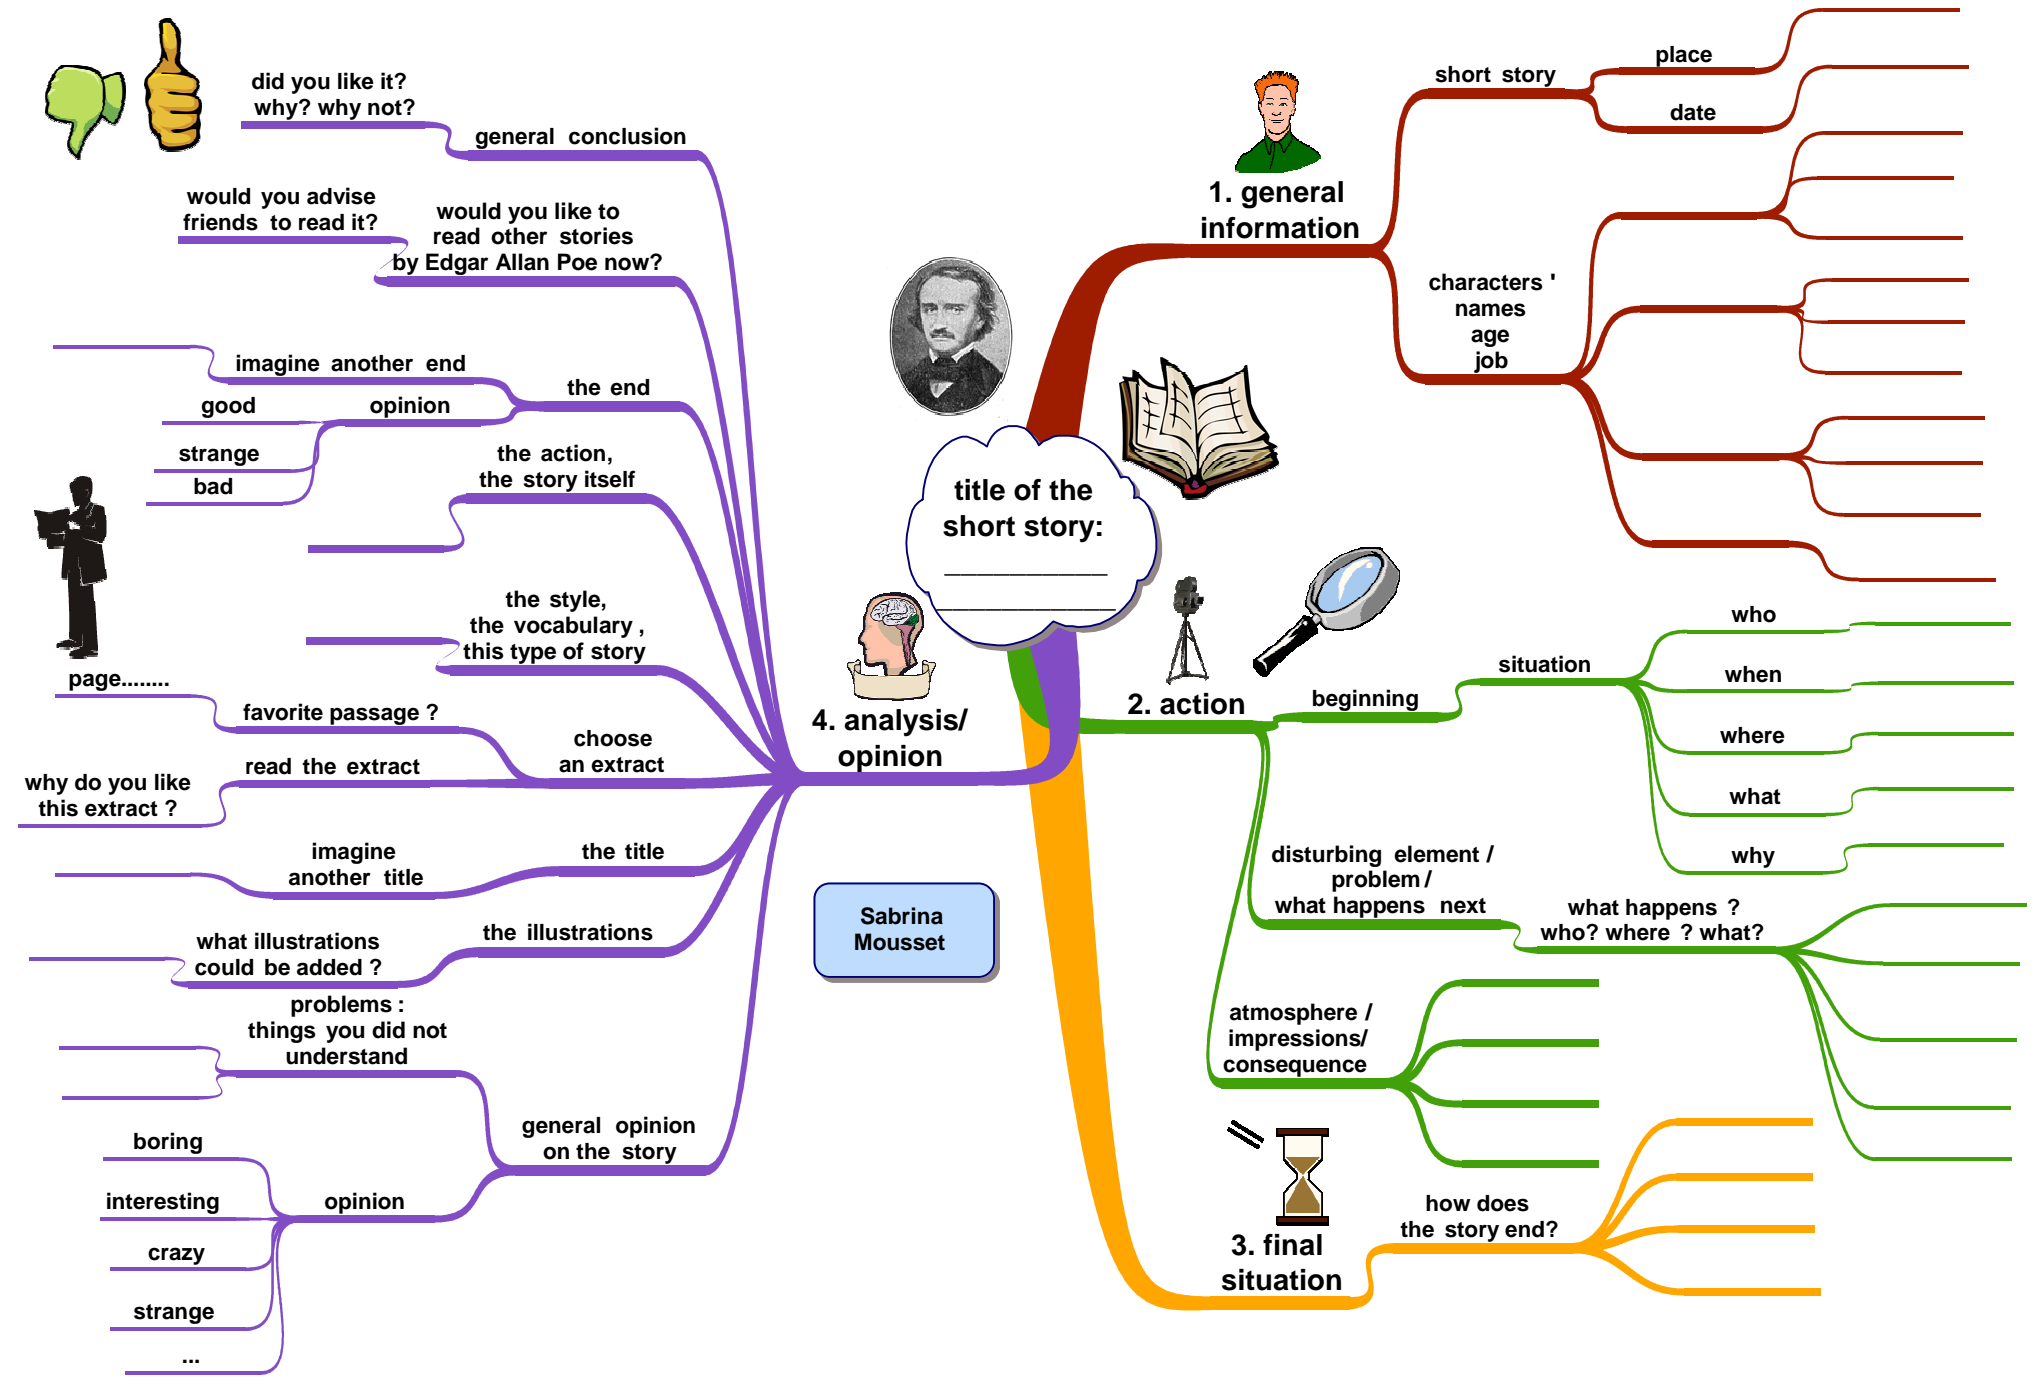 title of the
short story:
___________
____________
1. general
information
short story
place
date
characters '
names
age
job
2. action
beginning
situation
who
when
where
what
why
disturbing element /
problem /
what happens next
what happens ?
who? where ? what?
atmosphere /
impressions/
consequence
3. final
situation
how does
the story end?
4. analysis/
opinion
did you like it?
why? why not?
general conclusion
would you advise
friends to read it?
would you like to
read other stories
by Edgar Allan Poe now?
imagine another end
the end
good
opinion
strange
bad
the action,
the story itself
the style,
the vocabulary ,
this type of story
page........
favorite passage ?
choose
an extract
read the extract
why do you like
this extract ?
imagine
another title
the title
what illustrations
could be added ?
the illustrations
problems :
things you did not
understand
general opinion
on the story
boring
interesting
opinion
crazy
strange
...
Sabrina
Mousset